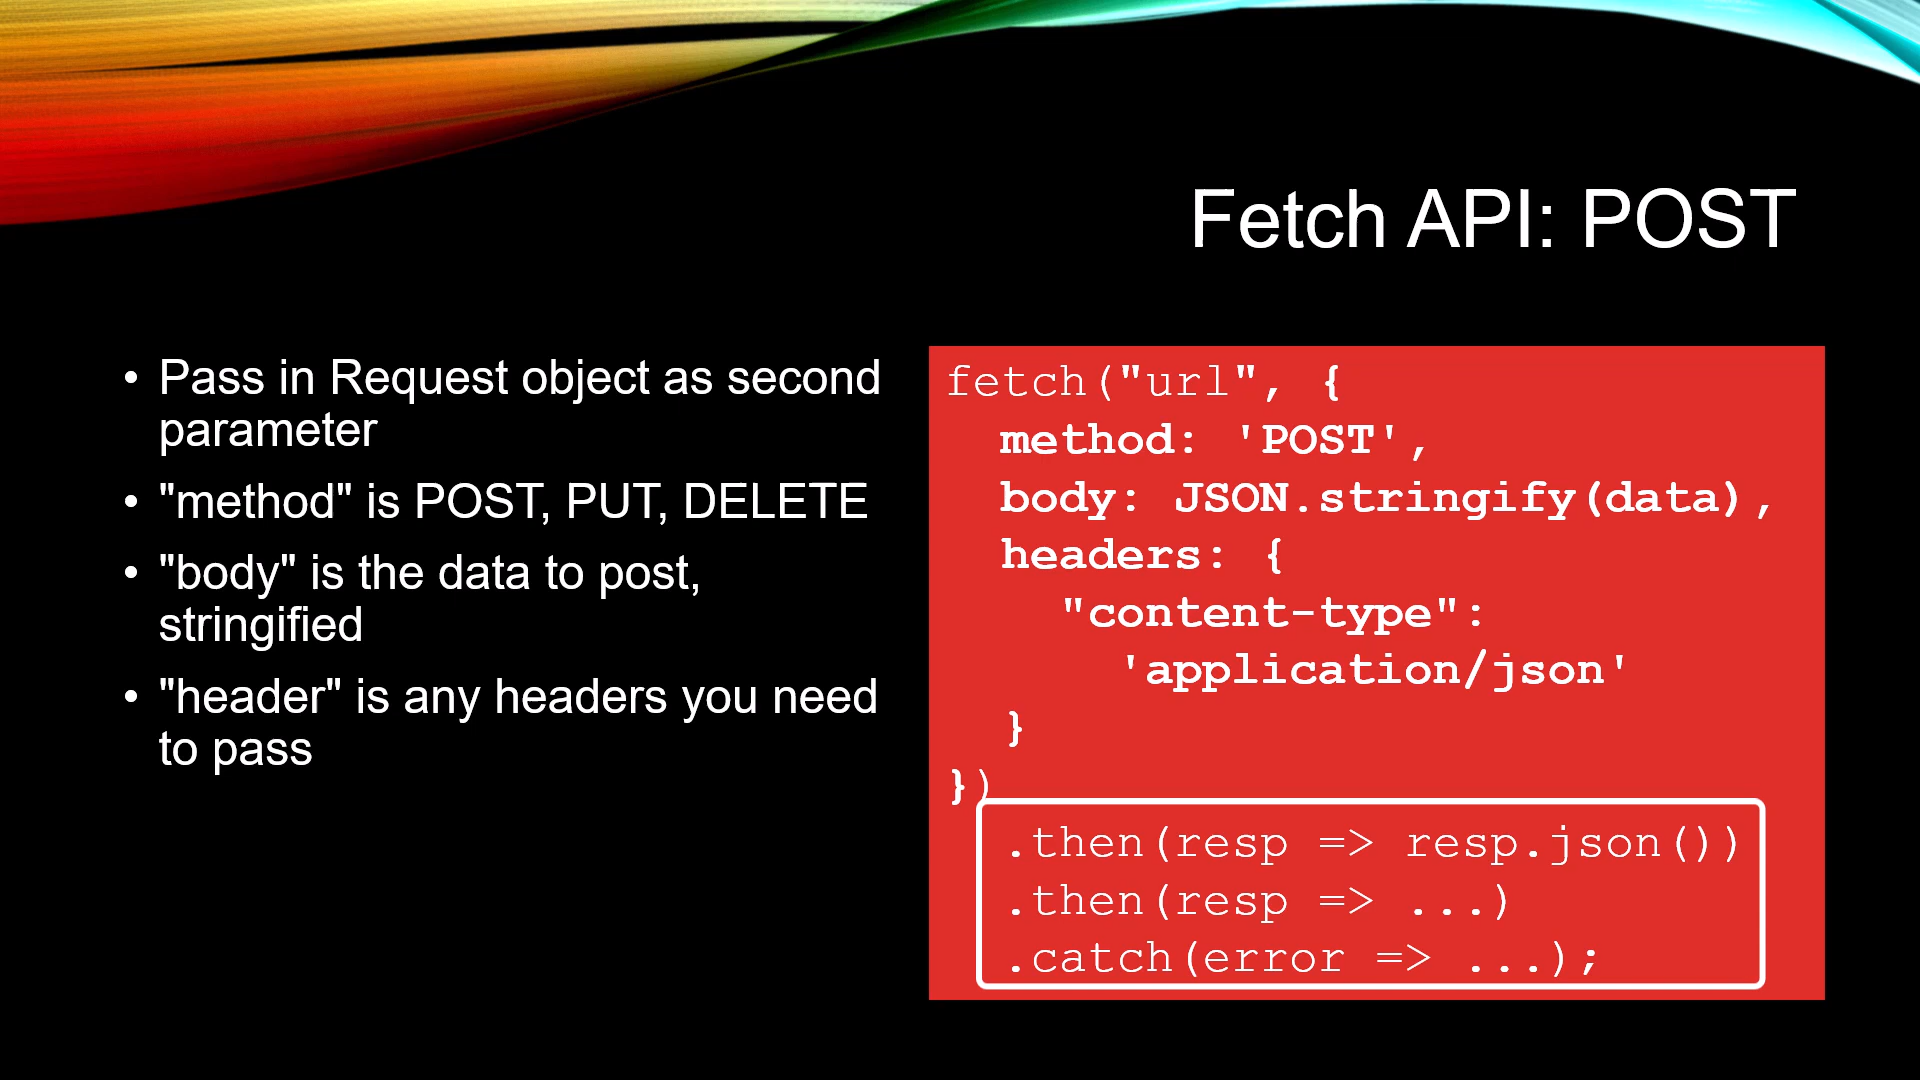 Fetch API: POST
• Pass in Request object as second
parameter
• "method" is POST, PUT, DELETE
• "body" is the data to post,
stringified
• "header" is any headers you need
to pass
fetch("url", {
  method: 'POST',
  body: JSON.stringify(data),
  headers: {
    "content-type":
      'application/json'
  }
})
  .then(resp => resp.json())
  .then(resp => ...)
  .catch(error => ...);